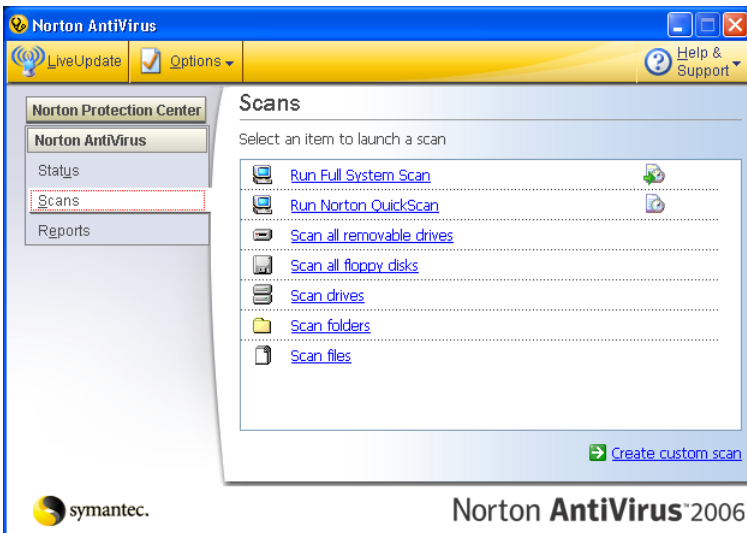 Norton AntiVirus
LiveUpdate
Options
Help & Support
Norton Protection Center
Norton AntiVirus
Status
Scans
Reports
Scans
Select an item to launch a scan
Run Full System Scan
Run Norton QuickScan
Scan all removable drives
Scan all floppy disks
Scan drives
Scan folders
Scan files
Create custom scan
symantec.
Norton AntiVirus™2006